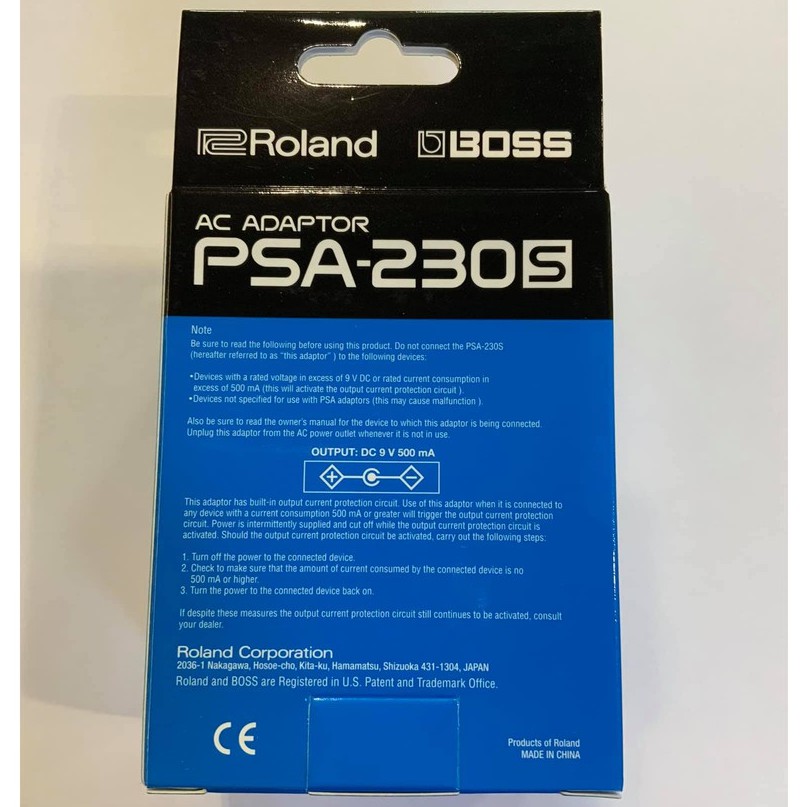 Roland BOSS
AC ADAPTOR
PSA-230S
Note
Be sure to read the following before using this product. Do not connect the PSA-230S
(hereafter referred to as "this adaptor" ) to the following devices:
•Devices with a rated voltage in excess of 9 V DC or rated current consumption in
excess of 500 mA (this will activate the output current protection circuit ).
•Devices not specified for use with PSA adaptors (this may cause malfunction ).
Also be sure to read the owner's manual for the device to which this adaptor is being connected.
Unplug this adaptor from the AC power outlet whenever it is not in use.
OUTPUT: DC 9 V 500 mA
+ −
This adaptor has built-in output current protection circuit. Use of this adaptor when it is connected to
any device with a current consumption 500 mA or greater will trigger the output current protection
circuit. Power is intermittently supplied and cut off while the output current protection circuit is
activated. Should the output current protection circuit be activated, carry out the following steps:
1. Turn off the power to the connected device.
2. Check to make sure that the amount of current consumed by the connected device is no
500 mA or higher.
3. Turn the power to the connected device back on.
If despite these measures the output current protection circuit still continues to be activated, consult
your dealer.
Roland Corporation
2036-1 Nakagawa, Hosoe-cho, Kita-ku, Hamamatsu, Shizuoka 431-1304, JAPAN
Roland and BOSS are Registered in U.S. Patent and Trademark Office.
CE
Products of Roland
MADE IN CHINA